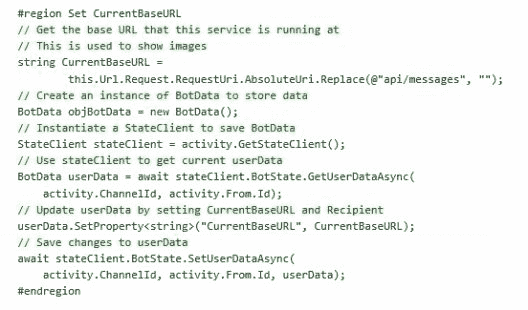 #region Set CurrentBaseURL
// Get the base URL that this service is running at
// This is used to show images
string CurrentBaseURL =
        this.Url.Request.RequestUri.AbsoluteUri.Replace(@"api/messages", "");
// Create an instance of BotData to store data
BotData objBotData = new BotData();
// Instantiate a StateClient to save BotData
StateClient stateClient = activity.GetStateClient();
// Use stateClient to get current userData
BotData userData = await stateClient.BotState.GetUserDataAsync(
    activity.ChannelId, activity.From.Id);
// Update userData by setting CurrentBaseURL and Recipient
userData.SetProperty<string>("CurrentBaseURL", CurrentBaseURL);
// Save changes to userData
await stateClient.BotState.SetUserDataAsync(
    activity.ChannelId, activity.From.Id, userData);
#endregion